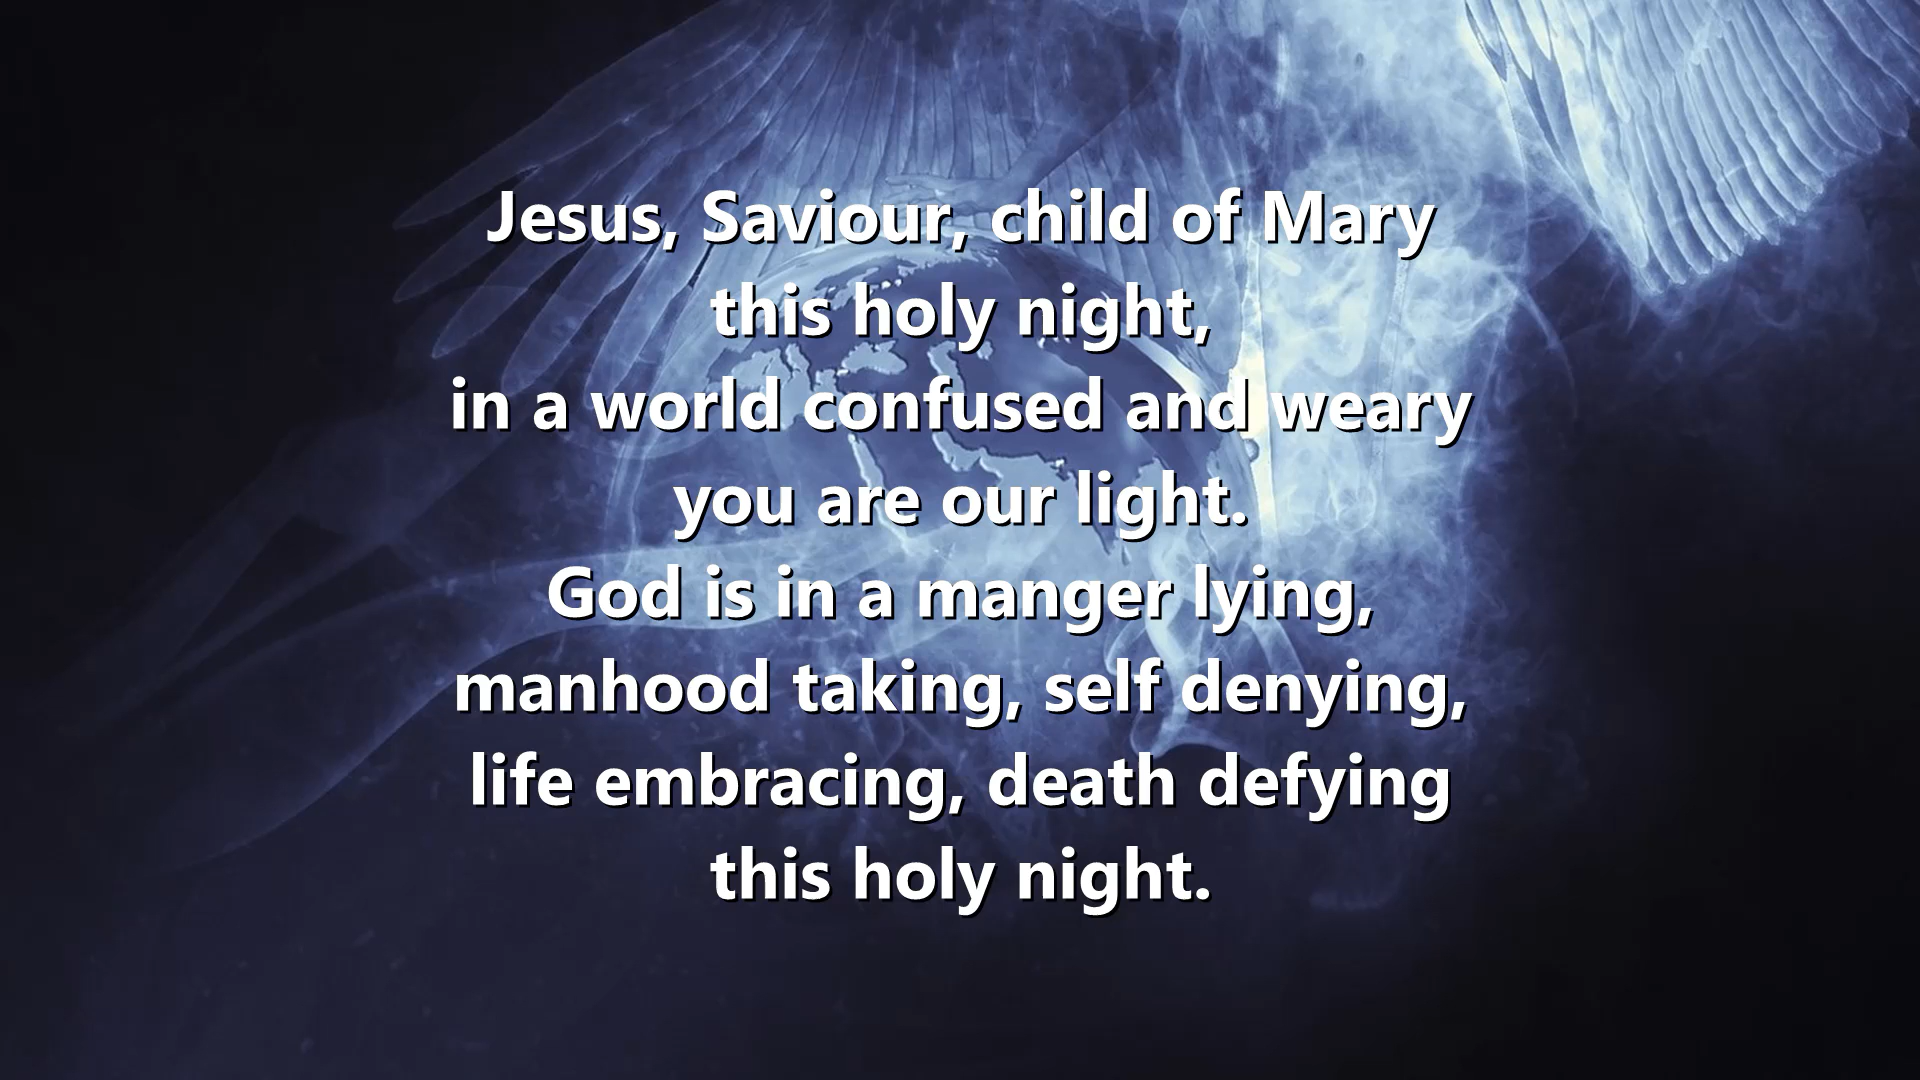 Jesus, Saviour, child of Mary
this holy night,
in a world confused and weary
you are our light.
God is in a manger lying,
manhood taking, self denying,
life embracing, death defying
this holy night.